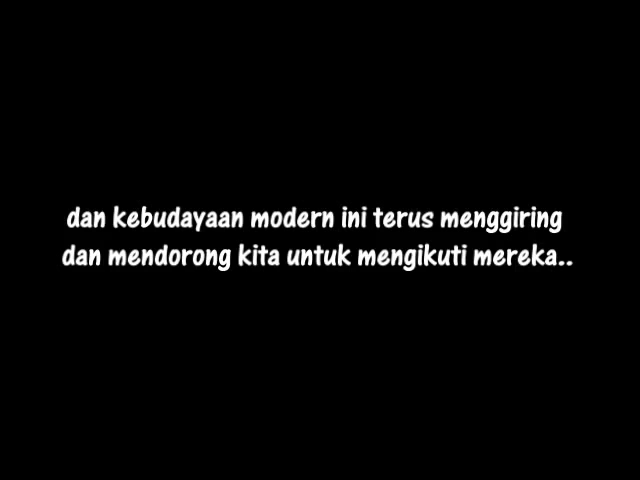 dan kebudayaan modern ini terus menggiring
dan mendorong kita untuk mengikuti mereka..